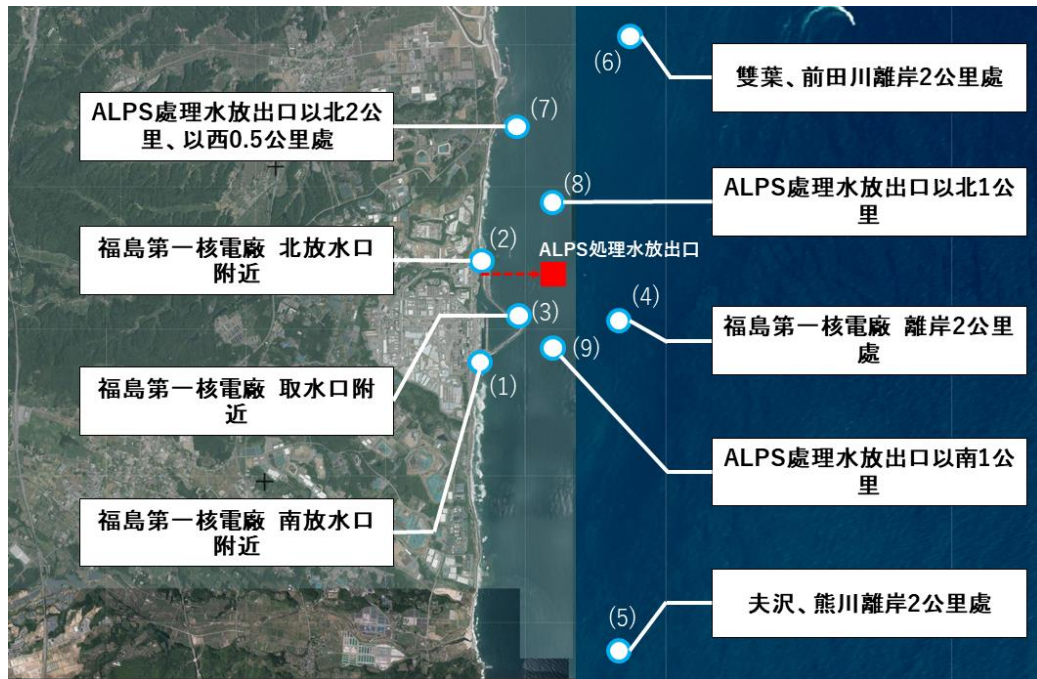 (6)
雙葉、前田川離岸2公里處
ALPS處理水放出口以北2公
里、以西0.5公里處
(7)
(8)
ALPS處理水放出口以北1公
里
福島第一核電廠 北放水口
附近
(2)
ALPS処理水放出口
(3)
(4)
福島第一核電廠 離岸2公里
處
福島第一核電廠 取水口附
近
(1)
(9)
ALPS處理水放出口以南1公
里
福島第一核電廠 南放水口
附近
(5)
夫沢、熊川離岸2公里處